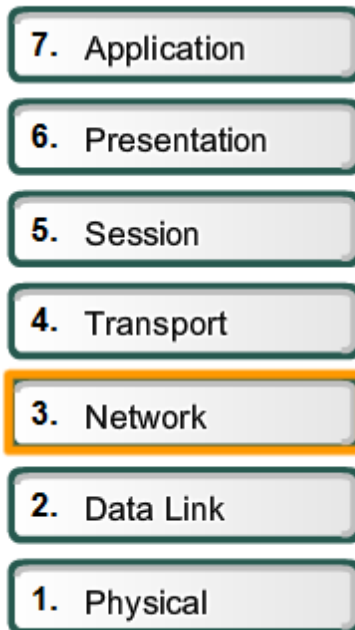 7. Application
6. Presentation
5. Session
4. Transport
3. Network
2. Data Link
1. Physical